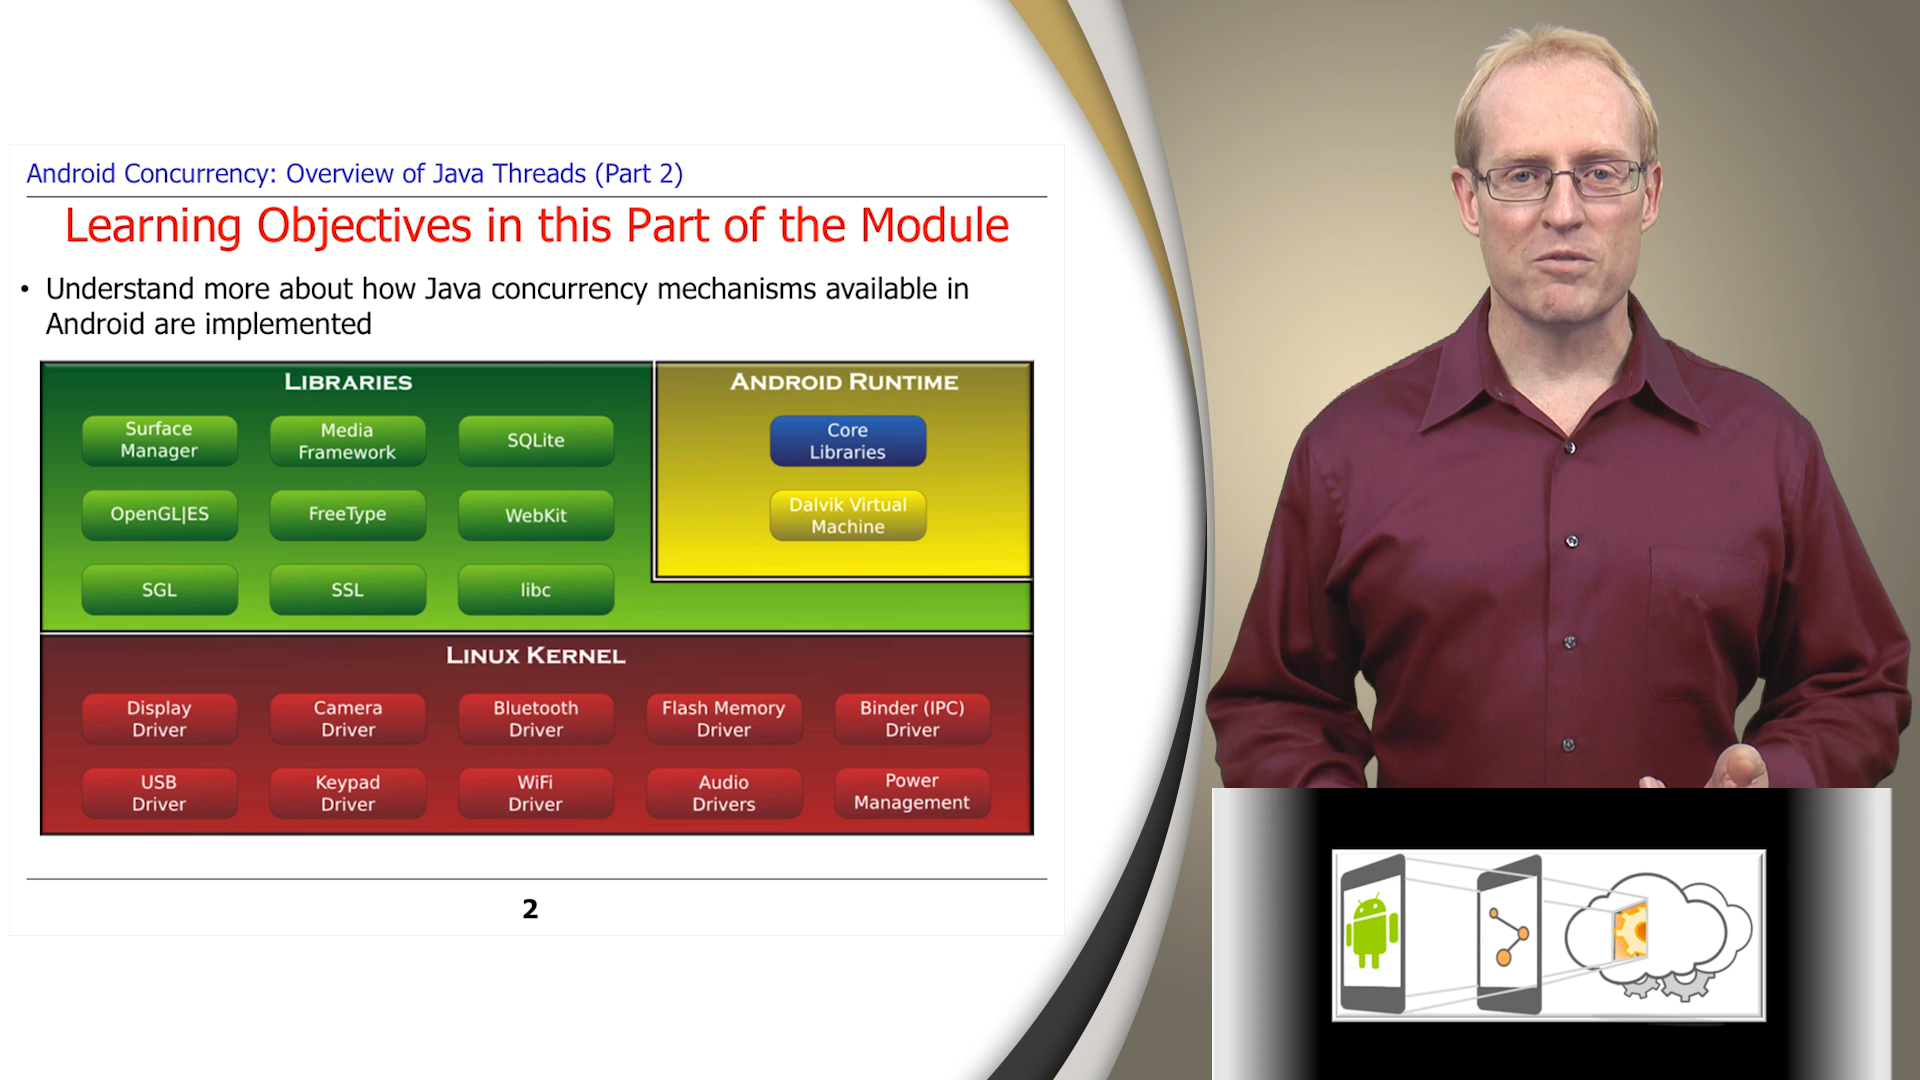 Android Concurrency: Overview of Java Threads (Part 2)
Learning Objectives in this Part of the Module
• Understand more about how Java concurrency mechanisms available in
Android are implemented
LIBRARIES
Surface
Manager
Media
Framework
SQLite
OpenGL|ES
FreeType
WebKit
SGL
SSL
libc
ANDROID RUNTIME
Core
Libraries
Dalvik Virtual
Machine
LINUX KERNEL
Display
Driver
Camera
Driver
Bluetooth
Driver
Flash Memory
Driver
Binder (IPC)
Driver
USB
Driver
Keypad
Driver
WiFi
Driver
Audio
Drivers
Power
Management
2